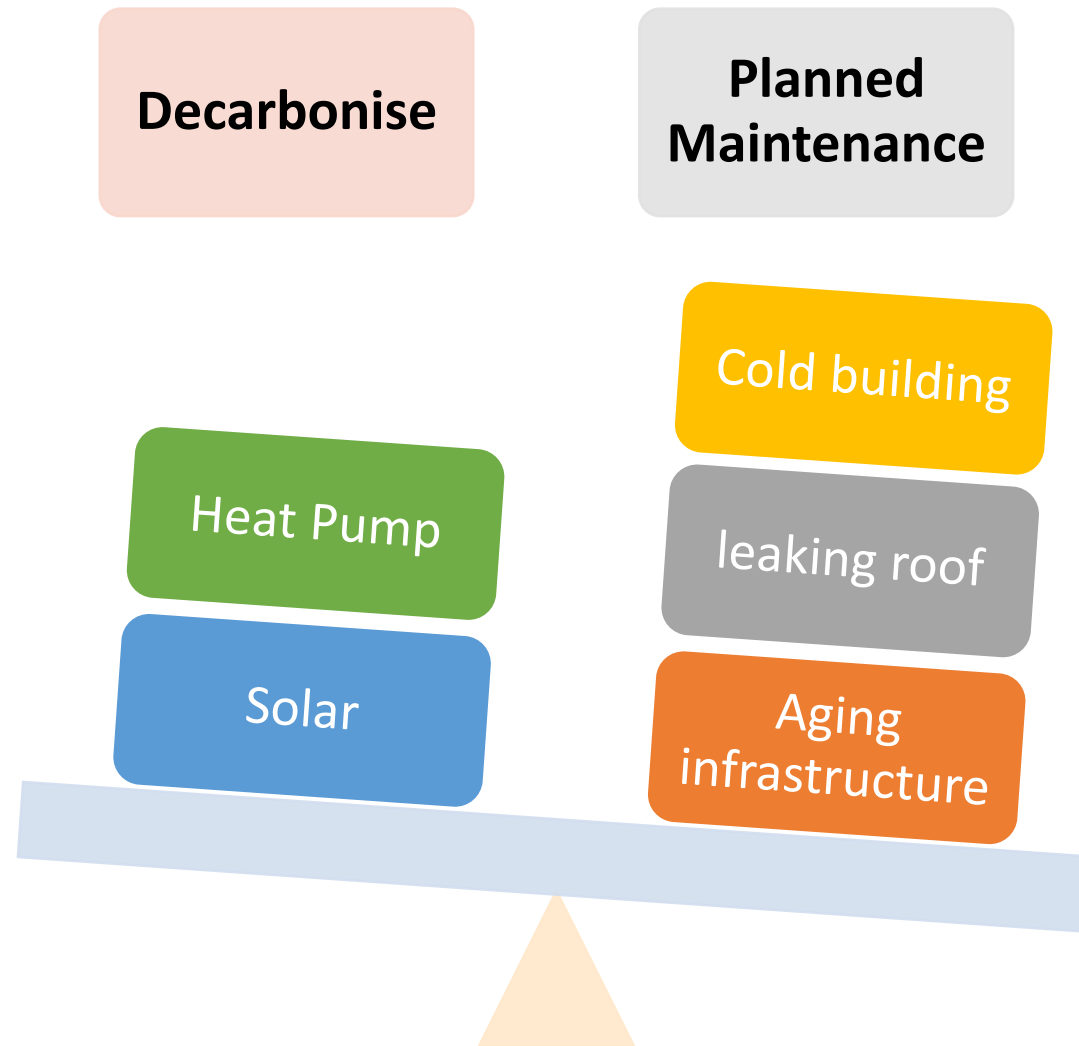 Decarbonise
Planned
Maintenance
Cold building
Heat Pump
leaking roof
Solar
Aging
infrastructure